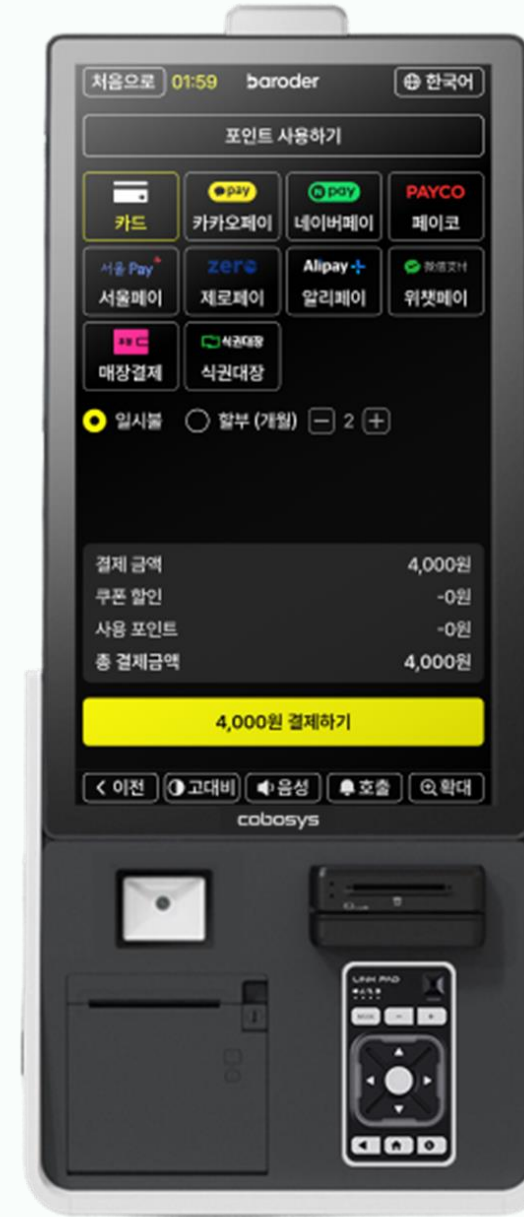 처음으로 01:59 baroder 한국어
포인트 사용하기
pay pay PAYCO
카드 카카오페이 네이버페이 페이코
서울 Pay+ zero Alipay+ 微信支付
서울페이 제로페이 알리페이 위챗페이
식권대장
매장결제 식권대장
일시불 할부 (개월) − 2 +
결제 금액 4,000원
쿠폰 할인 -0원
사용 포인트 -0원
총 결제금액 4,000원
4,000원 결제하기
< 이전 고대비 음성 호출 확대
cobosys
LINK PAD
MODE − +